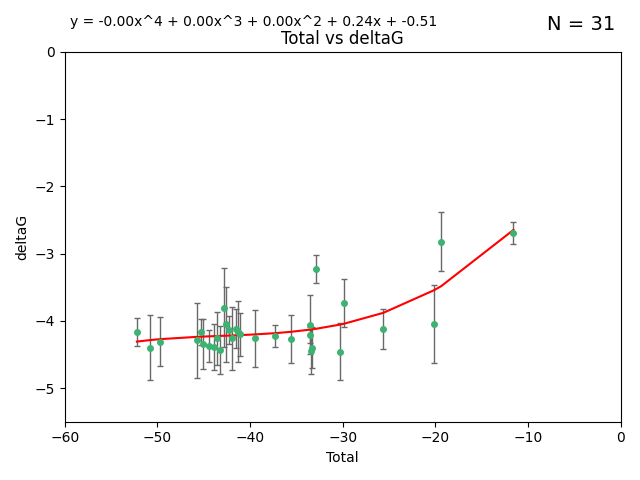 y = -0.00x^4 + 0.00x^3 + 0.00x^2 + 0.24x + -0.51
N = 31
Total vs deltaG
0
−1
−2
−3
−4
−5
deltaG
−60 −50 −40 −30 −20 −10 0
Total